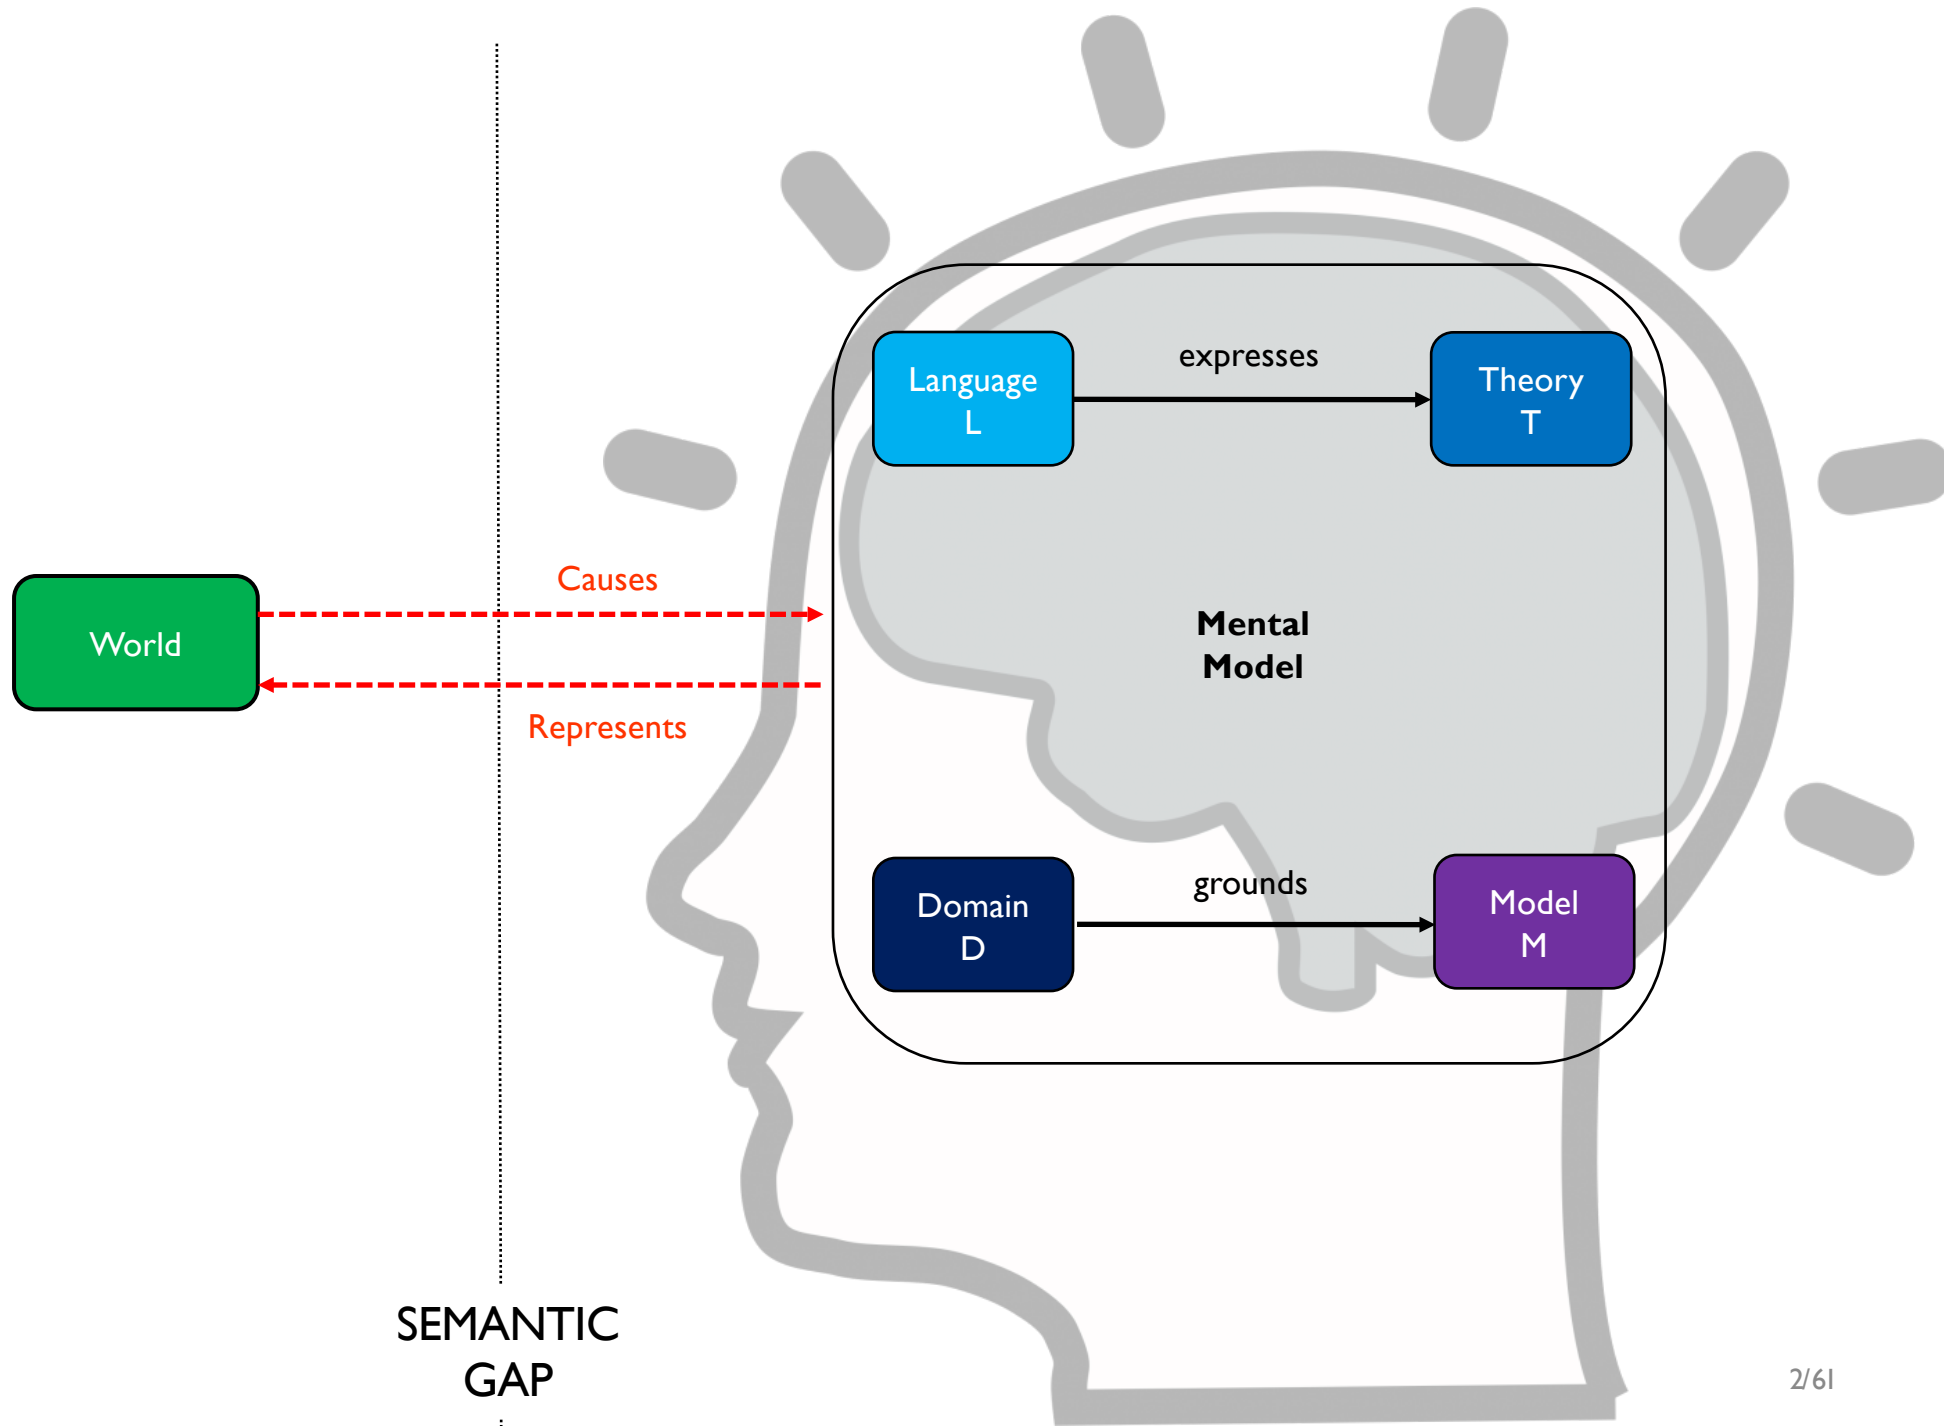 Language
L
expresses
Theory
T
Causes
World
Represents
Mental
Model
Domain
D
grounds
Model
M
SEMANTIC
GAP
2/61